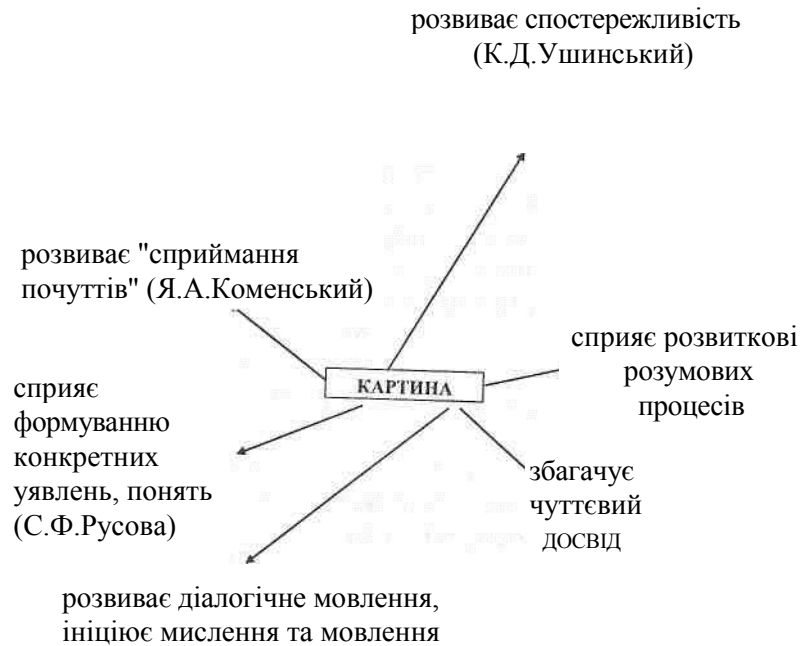 розвиває спостережливість
(К.Д.Ушинський)
розвиває "сприймання
почуттів" (Я.А.Коменський)
сприяє розвиткові
розумових
процесів
КАРТИНА
сприяє
формуванню
конкретних
уявлень, понять
(С.Ф.Русова)
збагачує
чуттєвий
ДОСВІД
розвиває діалогічне мовлення,
ініціює мислення та мовлення